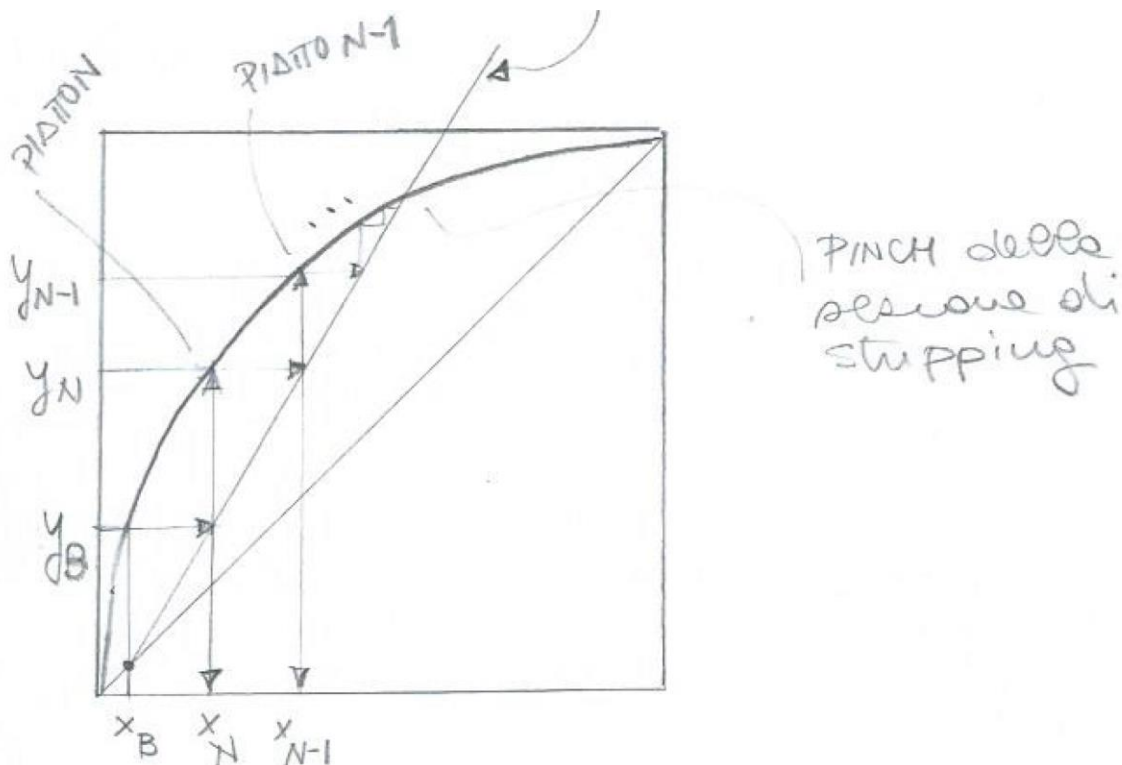 PIATTO N
PIATTO N-1
...
y_{N-1}
y_N
y_B
PINCH della
sezione di
stripping
x_B
x_N
x_{N-1}